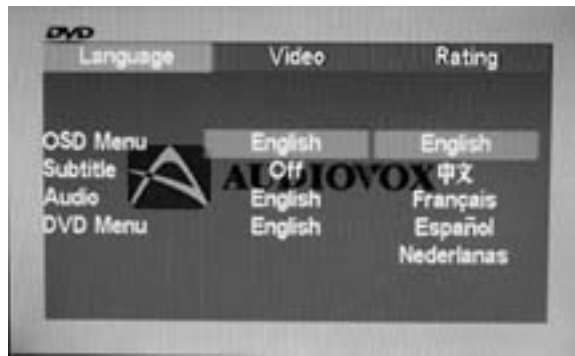 DVD
Language Video Rating
OSD Menu English English
Subtitle Off 中文
AUDIOVOX
Audio English Français
DVD Menu English Español
Nederlanas